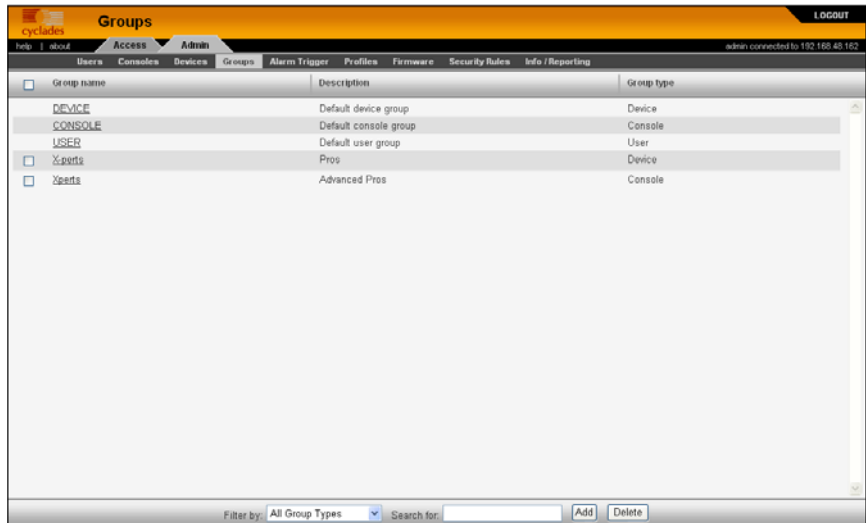 Groups
LOGOUT
cyclades
help | about
Access
Admin
admin connected to 192.168.48.162
Users Consoles Devices Groups Alarm Trigger Profiles Firmware Security Rules Info / Reporting
Group name Description Group type
DEVICE Default device group Device
CONSOLE Default console group Console
USER Default user group User
X-perts Pros Device
Xperts Advanced Pros Console
Filter by: All Group Types Search for: Add Delete